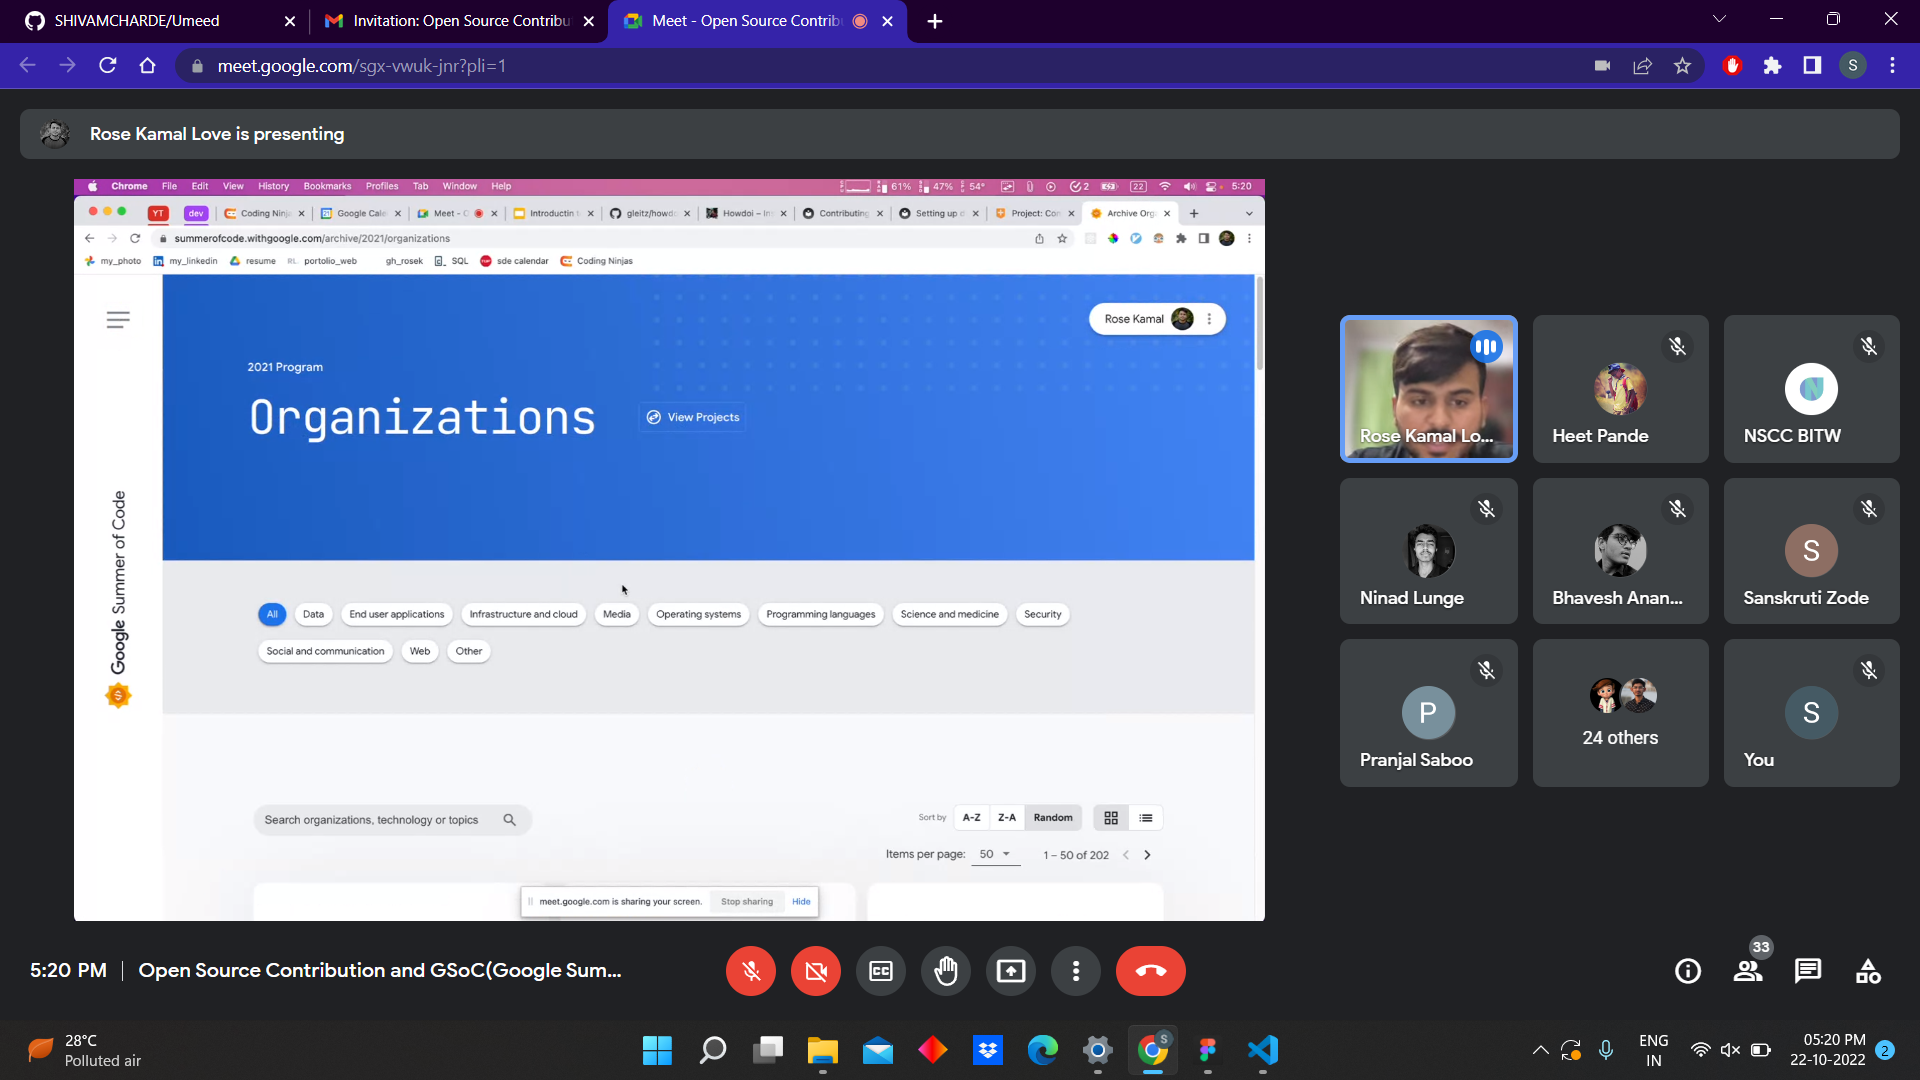 SHIVAMCHARDE/Umeed
Invitation: Open Source Contribu
Meet - Open Source Contrib
meet.google.com/sgx-vwuk-jnr?pli=1
S
Rose Kamal Love is presenting
Chrome File Edit View History Bookmarks Profiles Tab Window Help
61% 47% 54° 2 22 5:20
YT
dev
Coding Ninj
Google Cale
Meet - O
Introductin t
gleitz/howdo
Howdoi – In
Contributing
Setting up d
Project: Con
Archive Org
summerofcode.withgoogle.com/archive/2021/organizations
my_photo my_linkedin resume RL portolio_web gh_rosek SQL sde calendar Coding Ninjas
Rose Kamal
2021 Program
Organizations
View Projects
Google Summer of Code
All Data End user applications Infrastructure and cloud Media Operating systems Programming languages Science and medicine Security
Social and communication Web Other
Search organizations, technology or topics
Sort by A-Z Z-A Random
Items per page: 50 1 – 50 of 202
meet.google.com is sharing your screen. Stop sharing Hide
Rose Kamal Lo...
Heet Pande
NSCC BITW
Ninad Lunge
Bhavesh Anan...
S
Sanskruti Zode
P
Pranjal Saboo
24 others
S
You
5:20 PM | Open Source Contribution and GSoC(Google Sum...
CC
33
28°C
Polluted air
S
ENG
IN
05:20 PM
22-10-2022
2